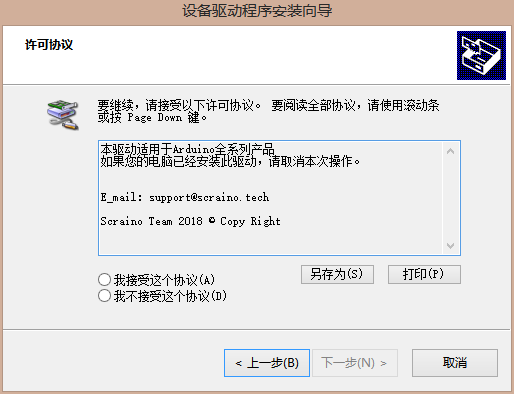 设备驱动程序安装向导
许可协议
要继续，请接受以下许可协议。 要阅读全部协议，请使用滚动条
或按 Page Down 键。
本驱动适用于Arduino全系列产品
如果您的电脑已经安装此驱动，请取消本次操作。
E_mail: support@scraino.tech
Scraino Team 2018 © Copy Right
我接受这个协议(A)
另存为(S)
打印(P)
我不接受这个协议(D)
< 上一步(B)
下一步(N) >
取消